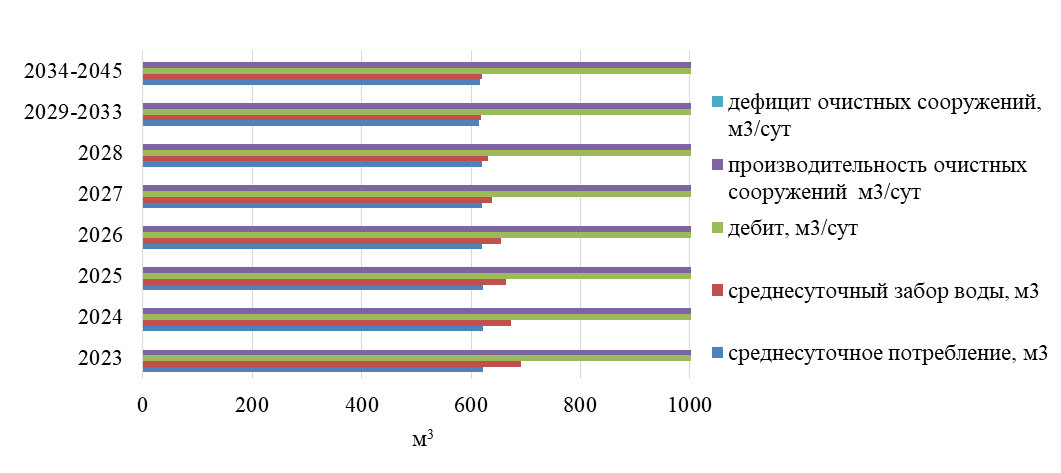 2034-2045
2029-2033
2028
2027
2026
2025
2024
2023
0 200 400 600 800 1000
м³
дефицит очистных сооружений,
м3/сут
производительность очистных
сооружений м3/сут
дебит, м3/сут
среднесуточный забор воды, м3
среднесуточное потребление, м3